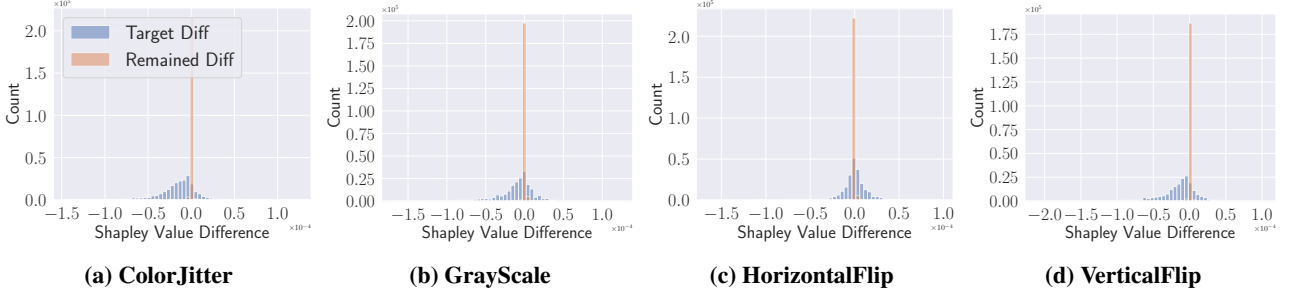 ×10⁵
2.0
1.5
1.0
0.5
0.0
Count
Target Diff
Remained Diff
−1.5 −1.0 −0.5 0.0 0.5 1.0
Shapley Value Difference
×10⁻⁴
(a) ColorJitter
×10⁵
2.00
1.75
1.50
1.25
1.00
0.75
0.50
0.25
0.00
Count
−1.5 −1.0 −0.5 0.0 0.5 1.0
Shapley Value Difference
×10⁻⁴
(b) GrayScale
×10⁵
2.0
1.5
1.0
0.5
0.0
Count
−1.5 −1.0 −0.5 0.0 0.5 1.0
Shapley Value Difference
×10⁻⁴
(c) HorizontalFlip
×10⁵
1.75
1.50
1.25
1.00
0.75
0.50
0.25
0.00
Count
−2.0 −1.5 −1.0 −0.5 0.0 0.5 1.0
Shapley Value Difference
×10⁻⁴
(d) VerticalFlip